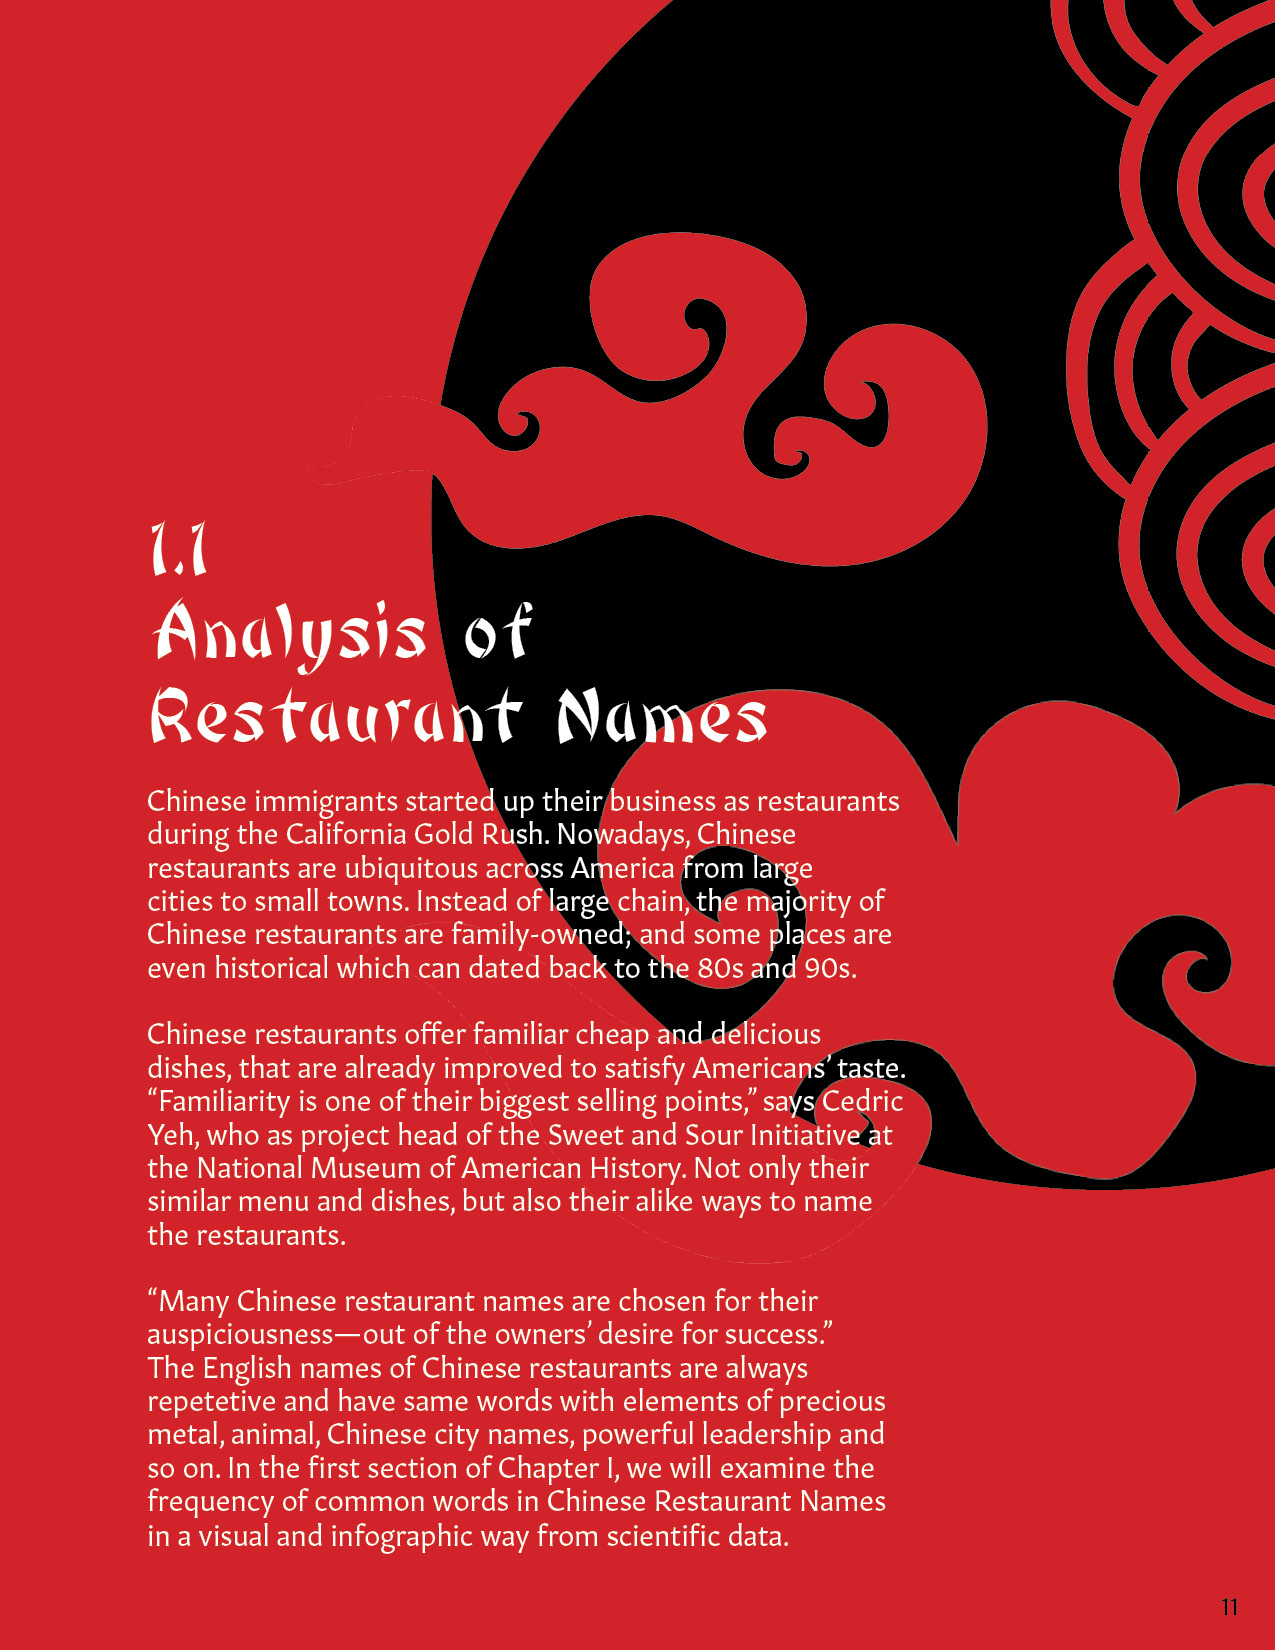 1.1
Analysis of
Restaurant Names
Chinese immigrants started up their business as restaurants
during the California Gold Rush. Nowadays, Chinese
restaurants are ubiquitous across America from large
cities to small towns. Instead of large chain, the majority of
Chinese restaurants are family-owned; and some places are
even historical which can dated back to the 80s and 90s.
Chinese restaurants offer familiar cheap and delicious
dishes, that are already improved to satisfy Americans’ taste.
“Familiarity is one of their biggest selling points,” says Cedric
Yeh, who as project head of the Sweet and Sour Initiative at
the National Museum of American History. Not only their
similar menu and dishes, but also their alike ways to name
the restaurants.
“Many Chinese restaurant names are chosen for their
auspiciousness—out of the owners’ desire for success.”
The English names of Chinese restaurants are always
repetetive and have same words with elements of precious
metal, animal, Chinese city names, powerful leadership and
so on. In the first section of Chapter I, we will examine the
frequency of common words in Chinese Restaurant Names
in a visual and infographic way from scientific data.
11